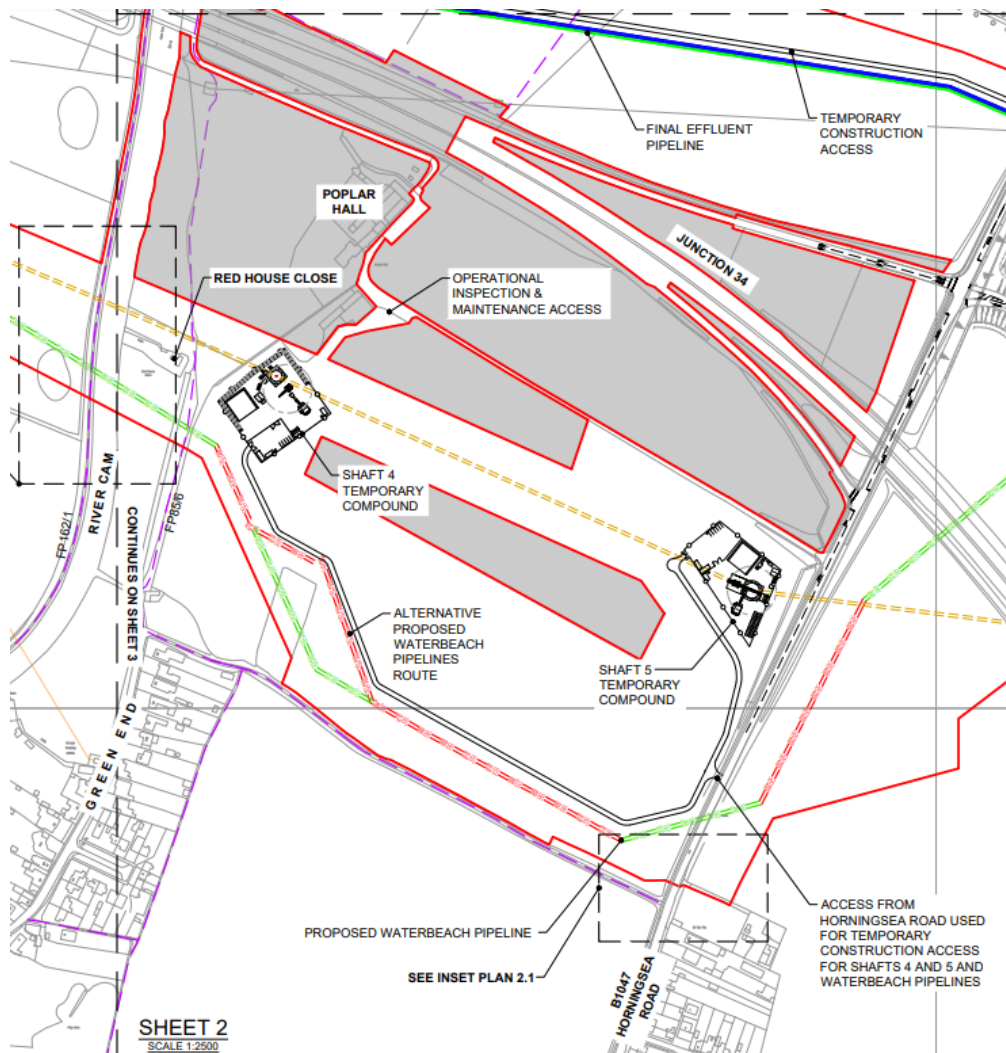 FINAL EFFLUENT
PIPELINE
TEMPORARY
CONSTRUCTION
ACCESS
POPLAR
HALL
JUNCTION 34
RED HOUSE CLOSE
OPERATIONAL
INSPECTION &
MAINTENANCE ACCESS
SHAFT 4
TEMPORARY
COMPOUND
RIVER CAM
FP162/1
CONTINUES ON SHEET 3
FP85/6
ALTERNATIVE
PROPOSED
WATERBEACH
PIPELINES
ROUTE
SHAFT 5
TEMPORARY
COMPOUND
GREEN END
PROPOSED WATERBEACH PIPELINE
SEE INSET PLAN 2.1
B1047
HORNINGSEA
ROAD
ACCESS FROM
HORNINGSEA ROAD USED
FOR TEMPORARY
CONSTRUCTION ACCESS
FOR SHAFTS 4 AND 5 AND
WATERBEACH PIPELINES
SHEET 2
SCALE 1:2500